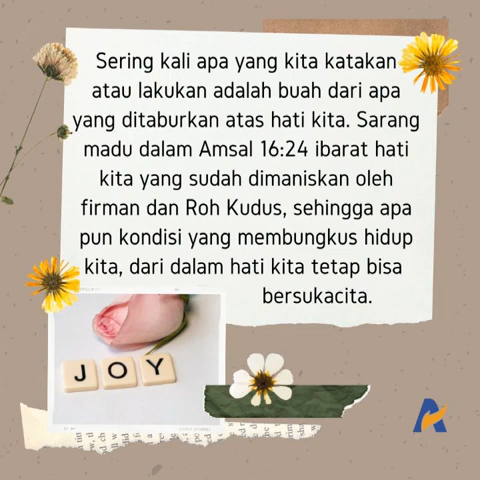 Sering kali apa yang kita katakan
atau lakukan adalah buah dari apa
yang ditaburkan atas hati kita. Sarang
madu dalam Amsal 16:24 ibarat hati
kita yang sudah dimaniskan oleh
firman dan Roh Kudus, sehingga apa
pun kondisi yang membungkus hidup
kita, dari dalam hati kita tetap bisa
bersukacita.
JOY